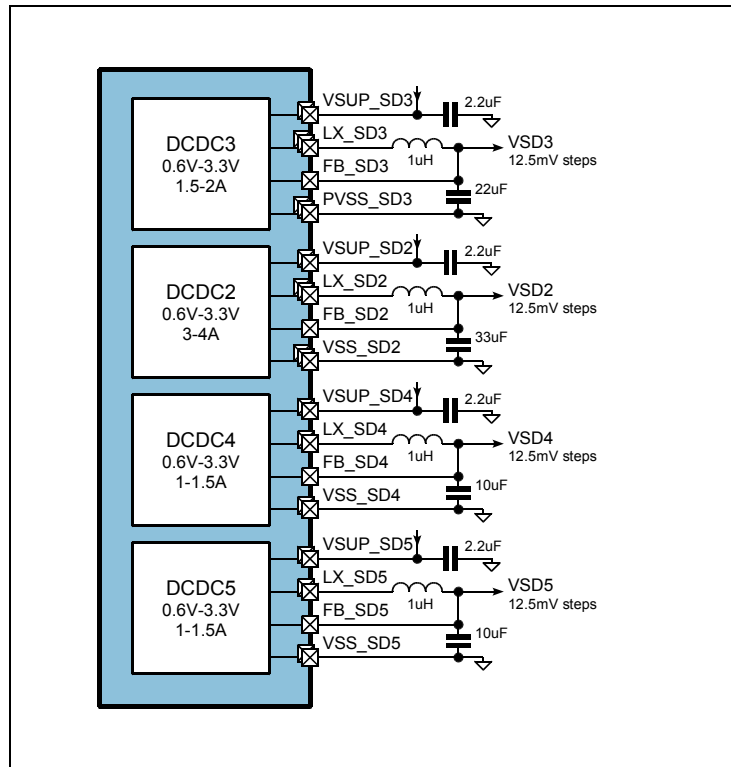 VSUP_SD3
2.2uF
DCDC3
0.6V-3.3V
1.5-2A
LX_SD3
1uH
VSD3
12.5mV steps
FB_SD3
22uF
PVSS_SD3
VSUP_SD2
2.2uF
DCDC2
0.6V-3.3V
3-4A
LX_SD2
1uH
VSD2
12.5mV steps
FB_SD2
33uF
VSS_SD2
VSUP_SD4
2.2uF
DCDC4
0.6V-3.3V
1-1.5A
LX_SD4
1uH
VSD4
12.5mV steps
FB_SD4
10uF
VSS_SD4
VSUP_SD5
2.2uF
DCDC5
0.6V-3.3V
1-1.5A
LX_SD5
1uH
VSD5
12.5mV steps
FB_SD5
10uF
VSS_SD5